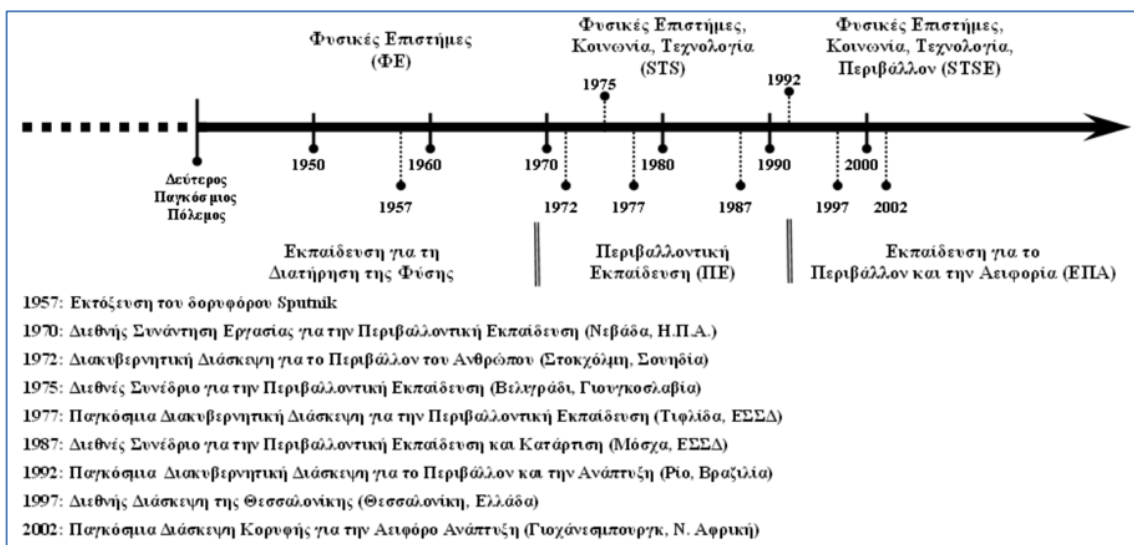 Φυσικές Επιστήμες
(ΦΕ)
Φυσικές Επιστήμες,
Κοινωνία, Τεχνολογία
(STS)
Φυσικές Επιστήμες,
Κοινωνία, Τεχνολογία,
Περιβάλλον (STSE)
1975
1992
1950
1960
1970
1980
1990
2000
Δεύτερος
Παγκόσμιος
Πόλεμος
1957
1972
1977
1987
1997
2002
Εκπαίδευση για τη
Διατήρηση της Φύσης
Περιβαλλοντική
Εκπαίδευση (ΠΕ)
Εκπαίδευση για το
Περιβάλλον και την Αειφορία (ΕΠΑ)
1957: Εκτόξευση του δορυφόρου Sputnik
1970: Διεθνής Συνάντηση Εργασίας για την Περιβαλλοντική Εκπαίδευση (Νεβάδα, Η.Π.Α.)
1972: Διακυβερνητική Διάσκεψη για το Περιβάλλον του Ανθρώπου (Στοκχόλμη, Σουηδία)
1975: Διεθνές Συνέδριο για την Περιβαλλοντική Εκπαίδευση (Βελιγράδι, Γιουγκοσλαβία)
1977: Παγκόσμια Διακυβερνητική Διάσκεψη για την Περιβαλλοντική Εκπαίδευση (Τιφλίδα, ΕΣΣΔ)
1987: Διεθνές Συνέδριο για την Περιβαλλοντική Εκπαίδευση και Κατάρτιση (Μόσχα, ΕΣΣΔ)
1992: Παγκόσμια Διακυβερνητική Διάσκεψη για το Περιβάλλον και την Ανάπτυξη (Ρίο, Βραζιλία)
1997: Διεθνής Διάσκεψη της Θεσσαλονίκης (Θεσσαλονίκη, Ελλάδα)
2002: Παγκόσμια Διάσκεψη Κορυφής για την Αειφόρο Ανάπτυξη (Γιοχάνεσμπουργκ, Ν. Αφρική)